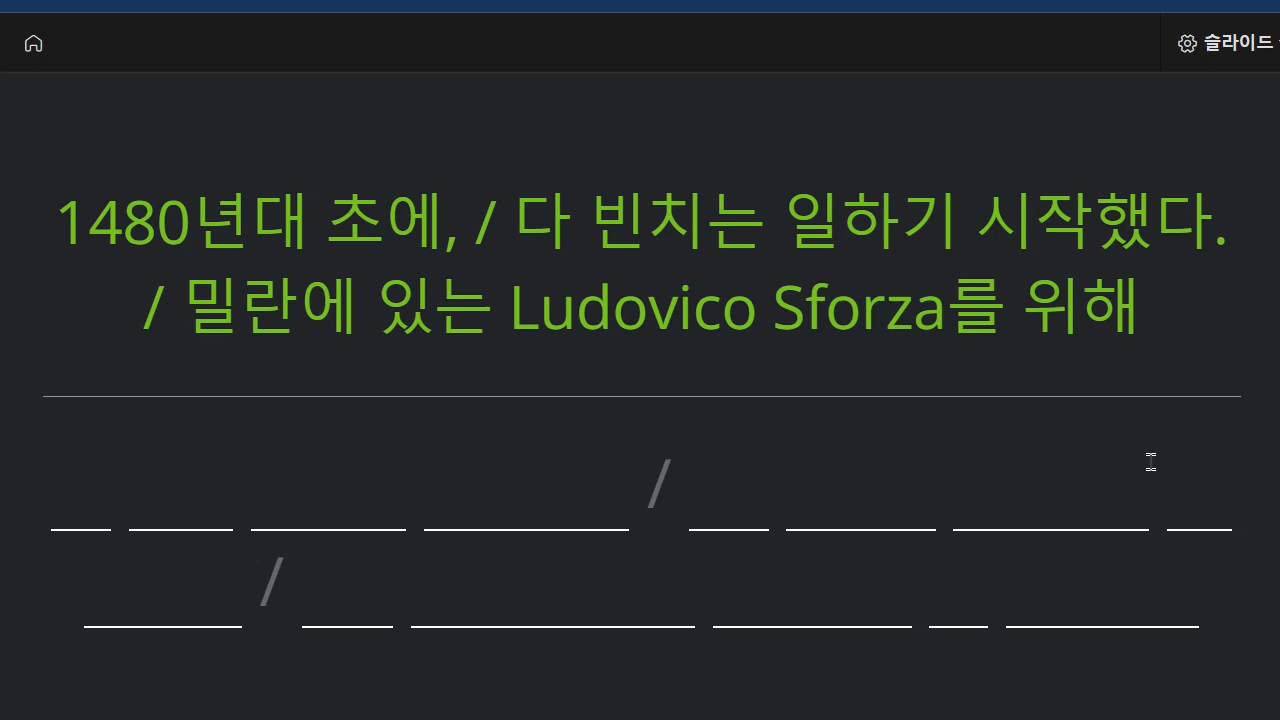 슬라이드
1480년대 초에, / 다 빈치는 일하기 시작했다.
/ 밀란에 있는 Ludovico Sforza를 위해
/
/